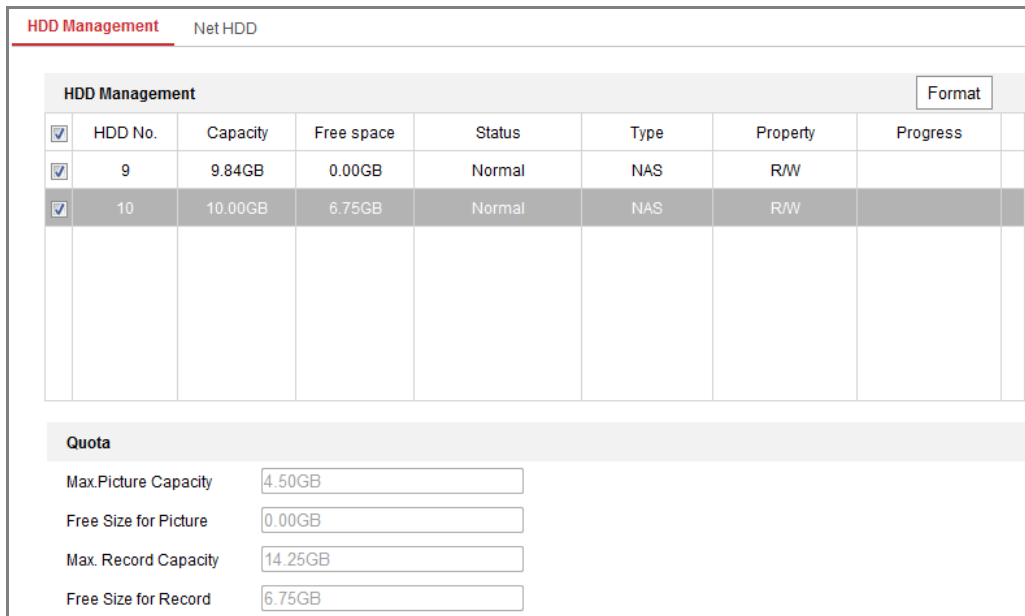 HDD Management Net HDD
HDD Management Format
HDD No. Capacity Free space Status Type Property Progress
9 9.84GB 0.00GB Normal NAS R/W
10 10.00GB 6.75GB Normal NAS R/W
Quota
Max.Picture Capacity 4.50GB
Free Size for Picture 0.00GB
Max. Record Capacity 14.25GB
Free Size for Record 6.75GB